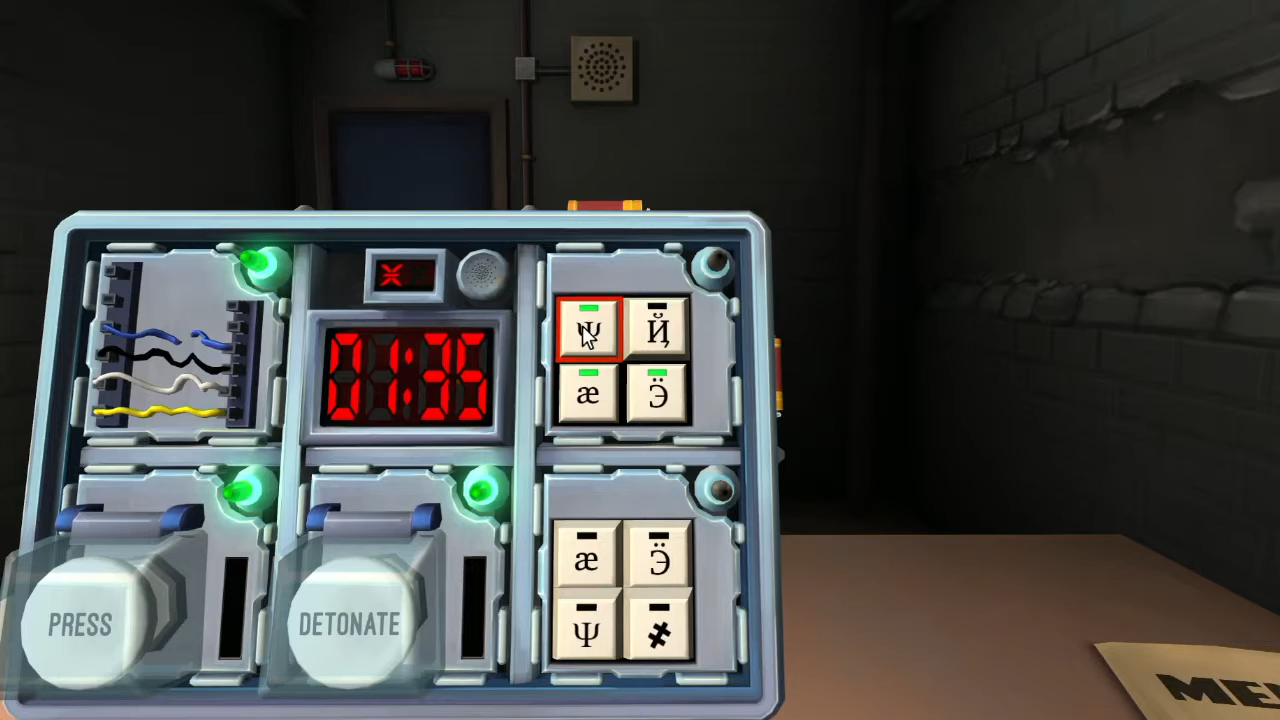 X
01:35
Ψ Ҋ
æ Ӭ
æ Ӭ
Ψ ҂
PRESS
DETONATE